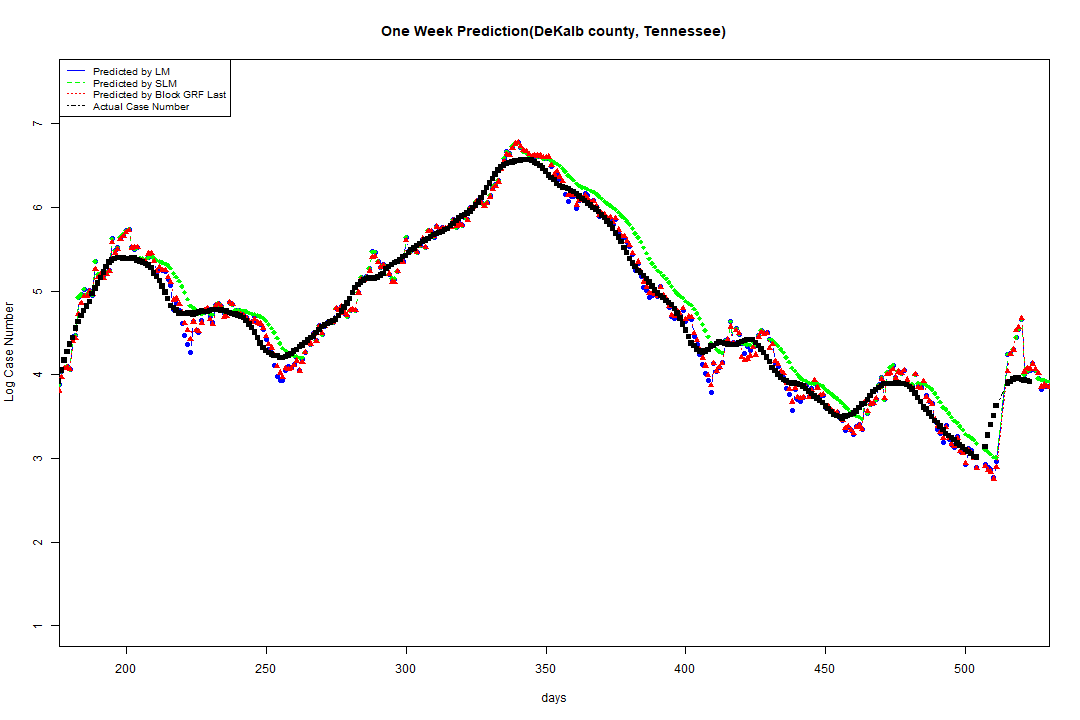 One Week Prediction(DeKalb county, Tennessee)
Predicted by LM
Predicted by SLM
Predicted by Block GRF Last
Actual Case Number
Log Case Number
7
6
5
4
3
2
1
200 250 300 350 400 450 500
days